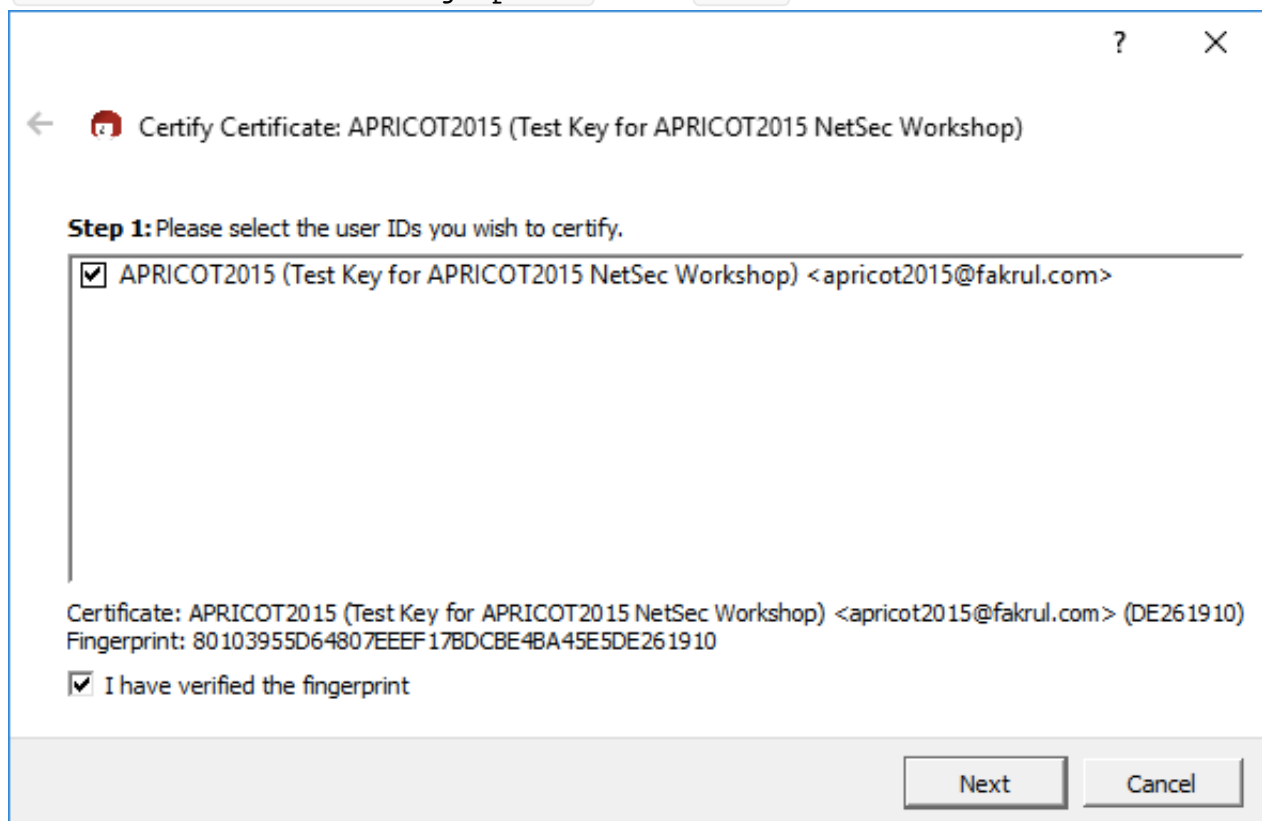 ?
Certify Certificate: APRICOT2015 (Test Key for APRICOT2015 NetSec Workshop)
Step 1: Please select the user IDs you wish to certify.
APRICOT2015 (Test Key for APRICOT2015 NetSec Workshop) <apricot2015@fakrul.com>
Certificate: APRICOT2015 (Test Key for APRICOT2015 NetSec Workshop) <apricot2015@fakrul.com> (DE261910)
Fingerprint: 80103955D64807EEEF17BDCBE4BA45E5DE261910
I have verified the fingerprint
Next Cancel